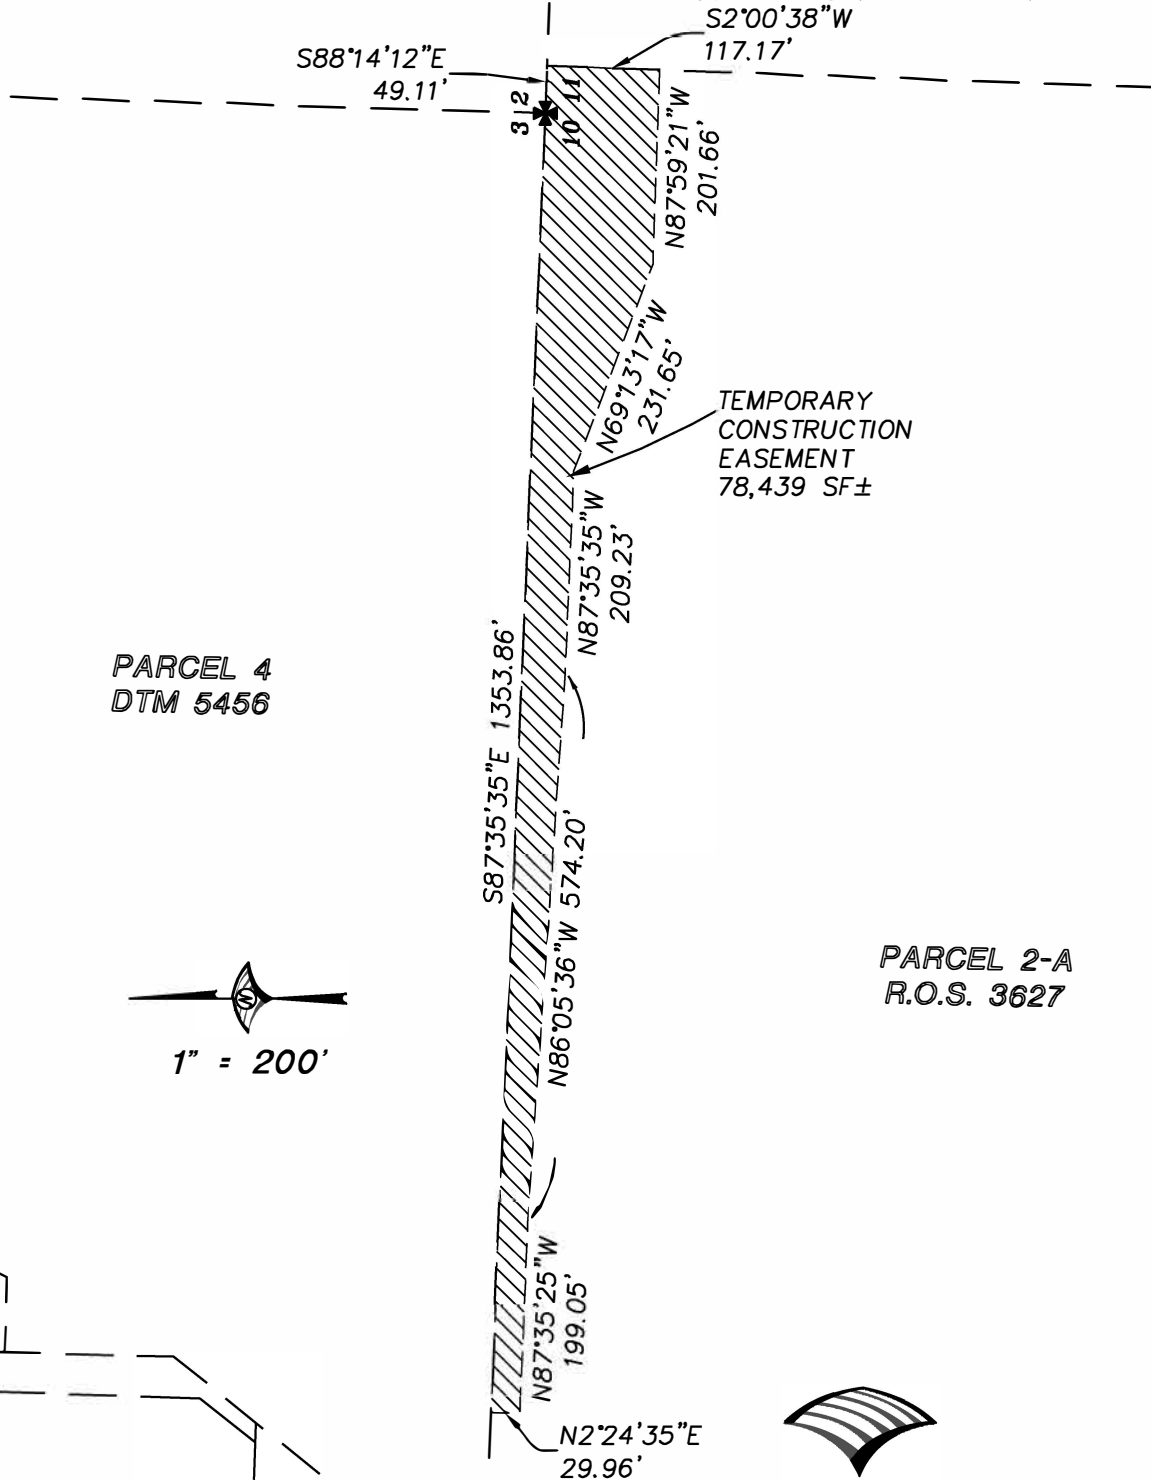 S2°00'38"W
117.17'
S88°14'12"E
49.11'
2
11
3
10
N87°59'21"W
201.66'
N69°13'17"W
231.65'
TEMPORARY
CONSTRUCTION
EASEMENT
78,439 SF±
N87°35'35"W
209.23'
S87°35'35"E 1353.86'
PARCEL 4
DTM 5456
N86°05'36"W 574.20'
PARCEL 2-A
R.O.S. 3627
N
1" = 200'
N87°35'25"W
199.05'
N2°24'35"E
29.96'